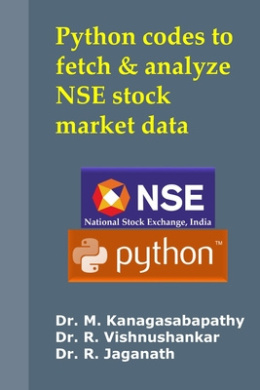 Python codes to
fetch & analyze
NSE stock
market data
NSE
National Stock Exchange, India
python™
Dr. M. Kanagasabapathy
Dr. R. Vishnushankar
Dr. R. Jaganath